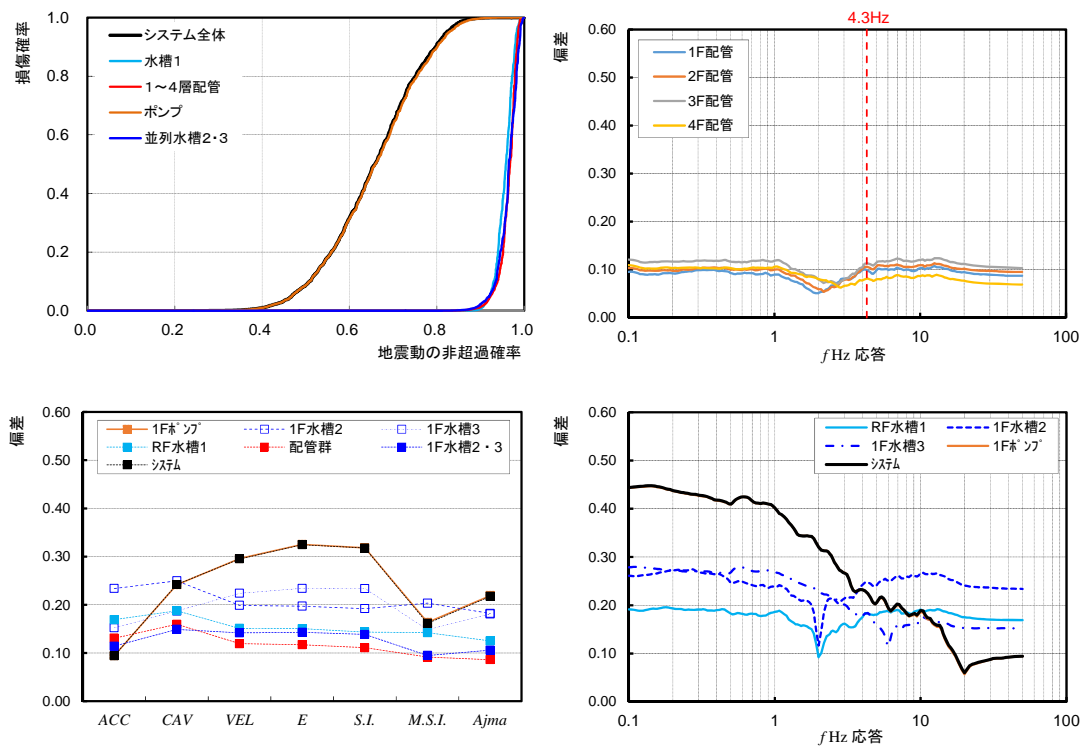 損傷確率
1.0
0.8
0.6
0.4
0.2
0.0
システム全体
水槽1
1～4層配管
ポンプ
並列水槽2・3
0.0
0.2
0.4
0.6
0.8
1.0
地震動の非超過確率
4.3Hz
偏差
0.60
0.50
0.40
0.30
0.20
0.10
0.00
1F配管
2F配管
3F配管
4F配管
0.1
1
10
100
fHz 応答
偏差
0.60
0.50
0.40
0.30
0.20
0.10
0.00
1Fポンプ 1F水槽2 1F水槽3
RF水槽1 配管群 1F水槽2・3
システム
ACC CAV VEL E S.I. M.S.I. Ajma
偏差
0.60
0.50
0.40
0.30
0.20
0.10
0.00
RF水槽1 1F水槽2
1F水槽3 1Fポンプ
システム
0.1
1
10
100
fHz 応答